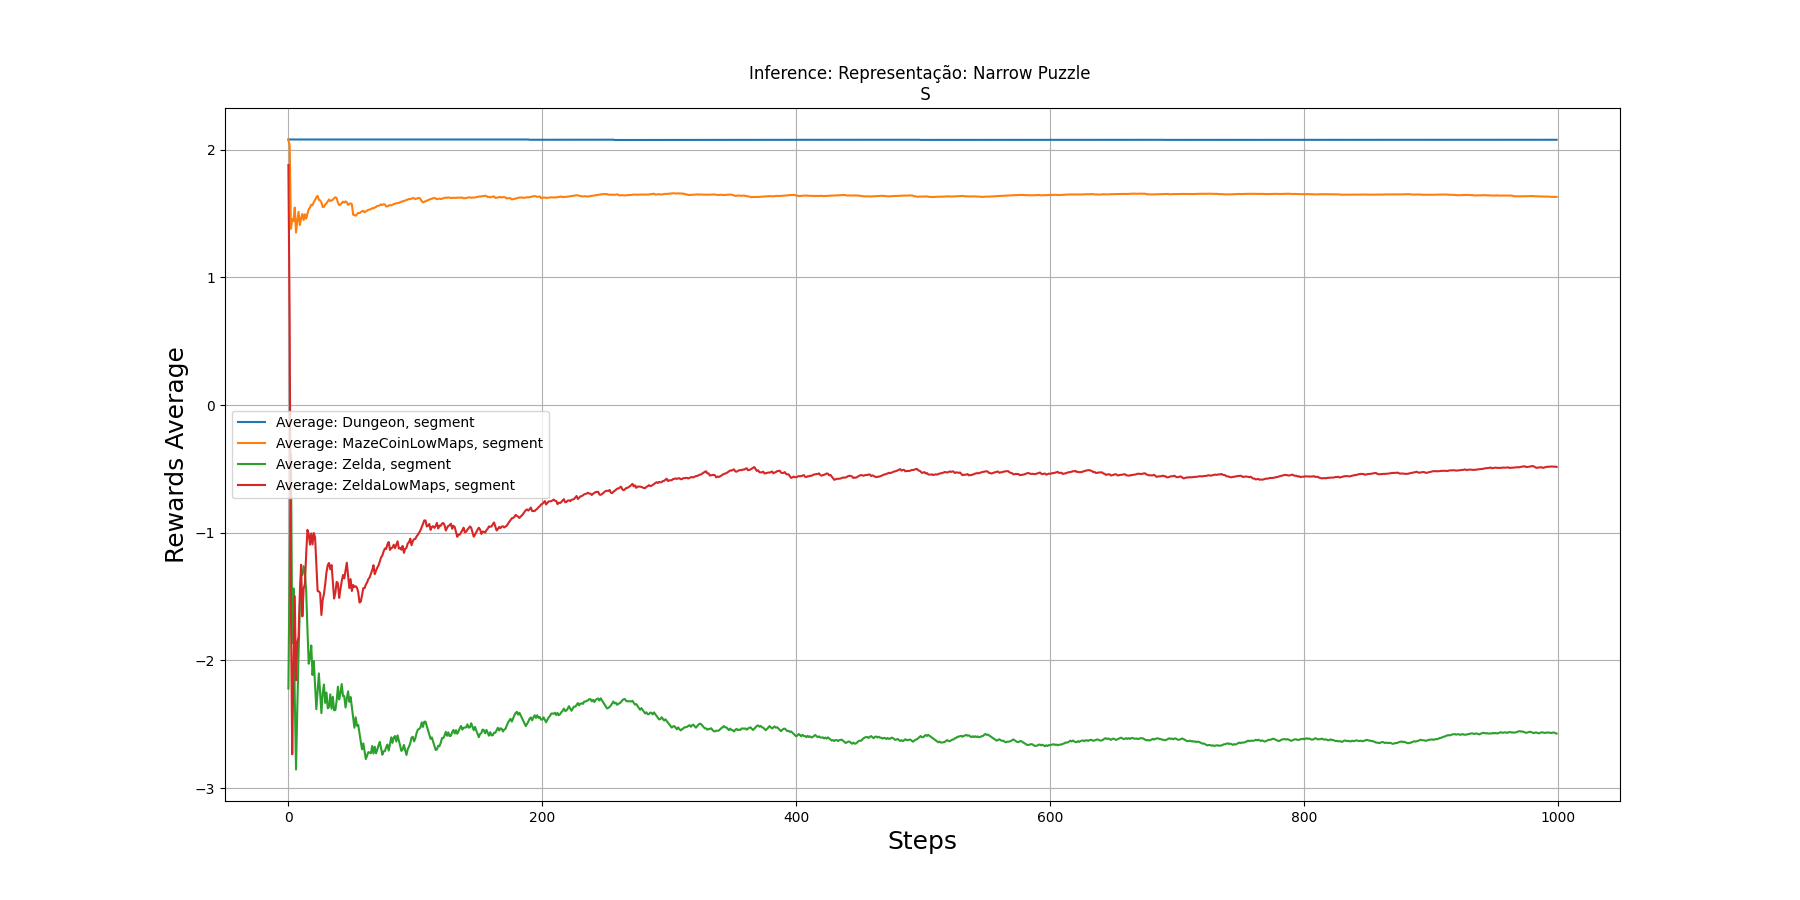 Inference: Representação: Narrow Puzzle
S
Rewards Average
2
1
0
−1
−2
−3
Average: Dungeon, segment
Average: MazeCoinLowMaps, segment
Average: Zelda, segment
Average: ZeldaLowMaps, segment
0 200 400 600 800 1000
Steps